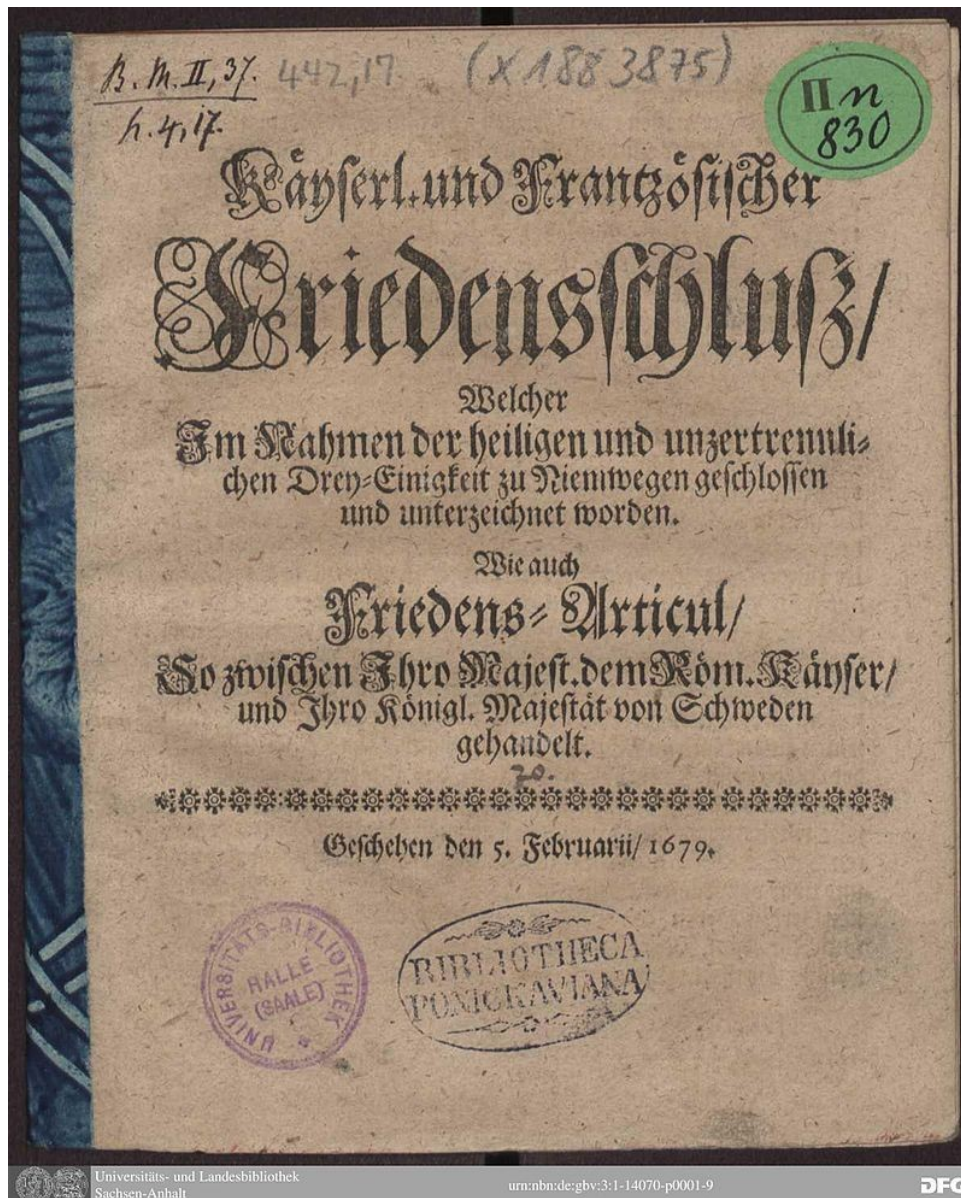 B. M. II, 37. 442,17. (X 188 3875)
h. 4, 17.
II n
830
Käyserl. und Frantzösischer
Friedensschluß/
Welcher
Im Nahmen der heiligen und unzertrennli-
chen Drey-Einigkeit zu Niemwegen geschlossen
und unterzeichnet worden.
Wie auch
Friedens-Articul/
So zwischen Ihro Majest. dem Röm. Käyser/
und Ihro Königl. Majestät von Schweden
gehandelt.
70.
Geschehen den 5. Februarii/ 1679.
UNIVERSITÄTS-BIBLIOTHEK
HALLE
(SAALE)
BIBLIOTHECA
PONICKAVIANA
Universitäts- und Landesbibliothek
Sachsen-Anhalt
urn:nbn:de:gbv:3:1-14070-p0001-9
DFG